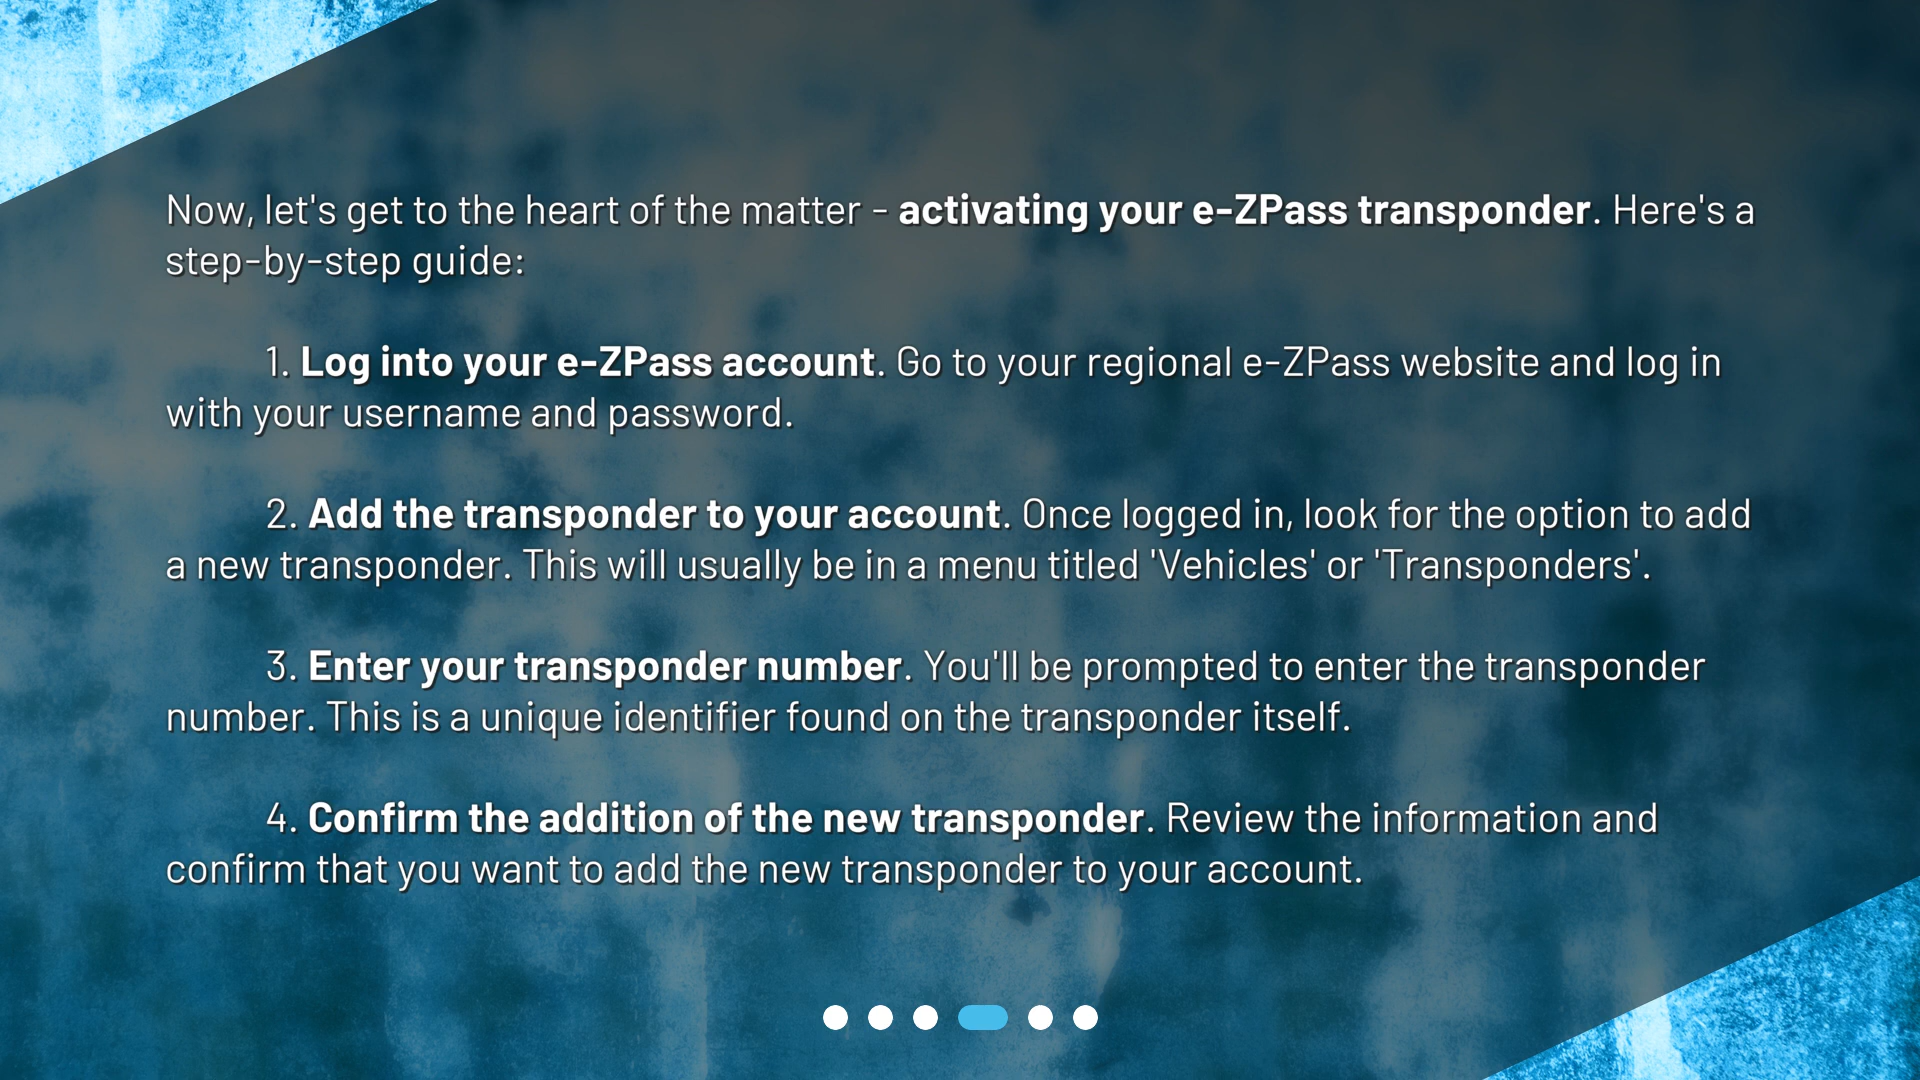 Now, let's get to the heart of the matter - activating your e-ZPass transponder. Here's a
step-by-step guide:
1. Log into your e-ZPass account. Go to your regional e-ZPass website and log in
with your username and password.
2. Add the transponder to your account. Once logged in, look for the option to add
a new transponder. This will usually be in a menu titled 'Vehicles' or 'Transponders'.
3. Enter your transponder number. You'll be prompted to enter the transponder
number. This is a unique identifier found on the transponder itself.
4. Confirm the addition of the new transponder. Review the information and
confirm that you want to add the new transponder to your account.